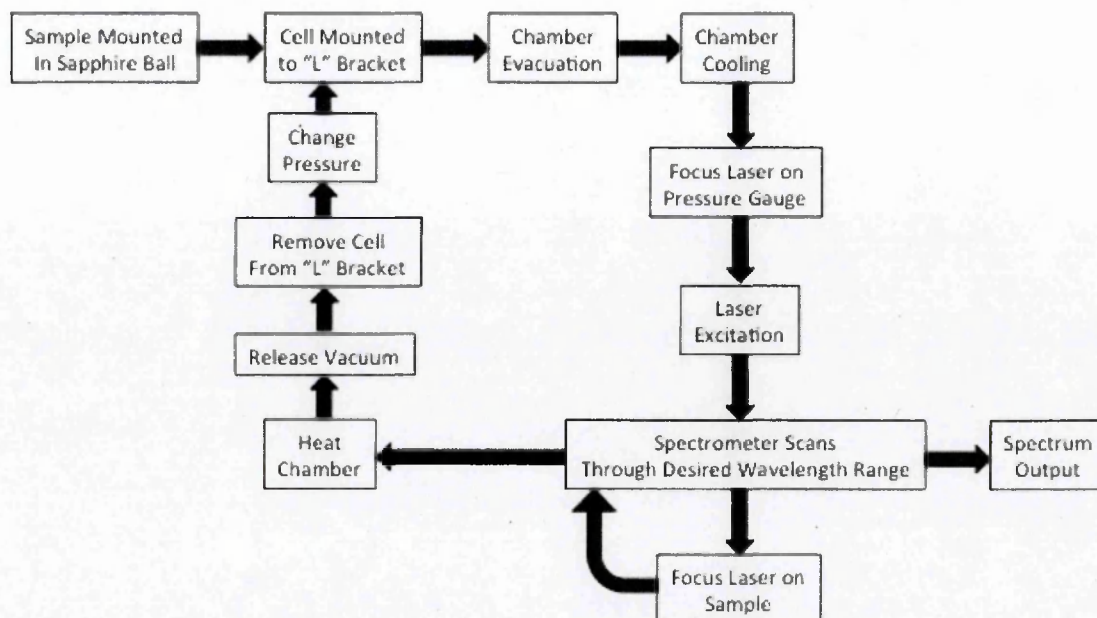 Sample Mounted
In Sapphire Ball
Cell Mounted
to "L" Bracket
Chamber
Evacuation
Chamber
Cooling
Change
Pressure
Focus Laser on
Pressure Gauge
Remove Cell
From "L" Bracket
Laser
Excitation
Release Vacuum
Heat
Chamber
Spectrometer Scans
Through Desired Wavelength Range
Spectrum
Output
Focus Laser on
Sample